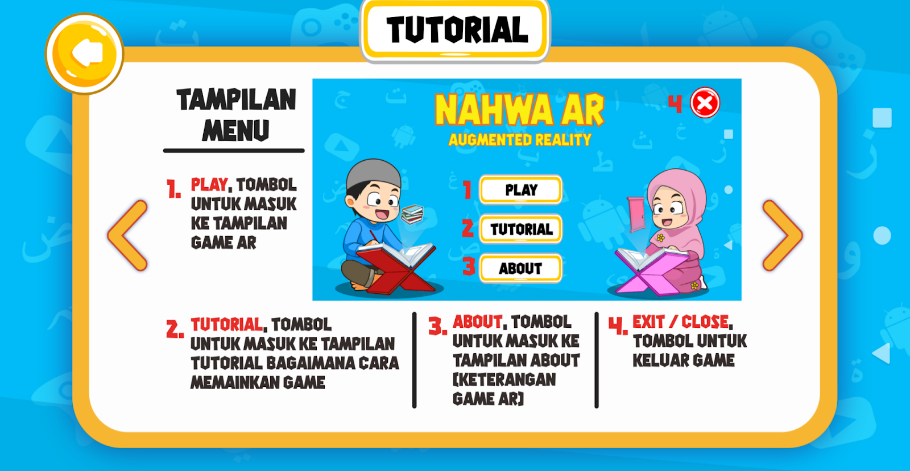 TUTORIAL
TAMPILAN
MENU
1. PLAY, TOMBOL
UNTUK MASUK
KE TAMPILAN
GAME AR
NAHWA AR
AUGMENTED REALITY
4
1 PLAY
2 TUTORIAL
3 ABOUT
2. TUTORIAL, TOMBOL
UNTUK MASUK KE TAMPILAN
TUTORIAL BAGAIMANA CARA
MEMAINKAN GAME
3. ABOUT, TOMBOL
UNTUK MASUK KE
TAMPILAN ABOUT
(KETERANGAN
GAME AR)
4. EXIT / CLOSE,
TOMBOL UNTUK
KELUAR GAME